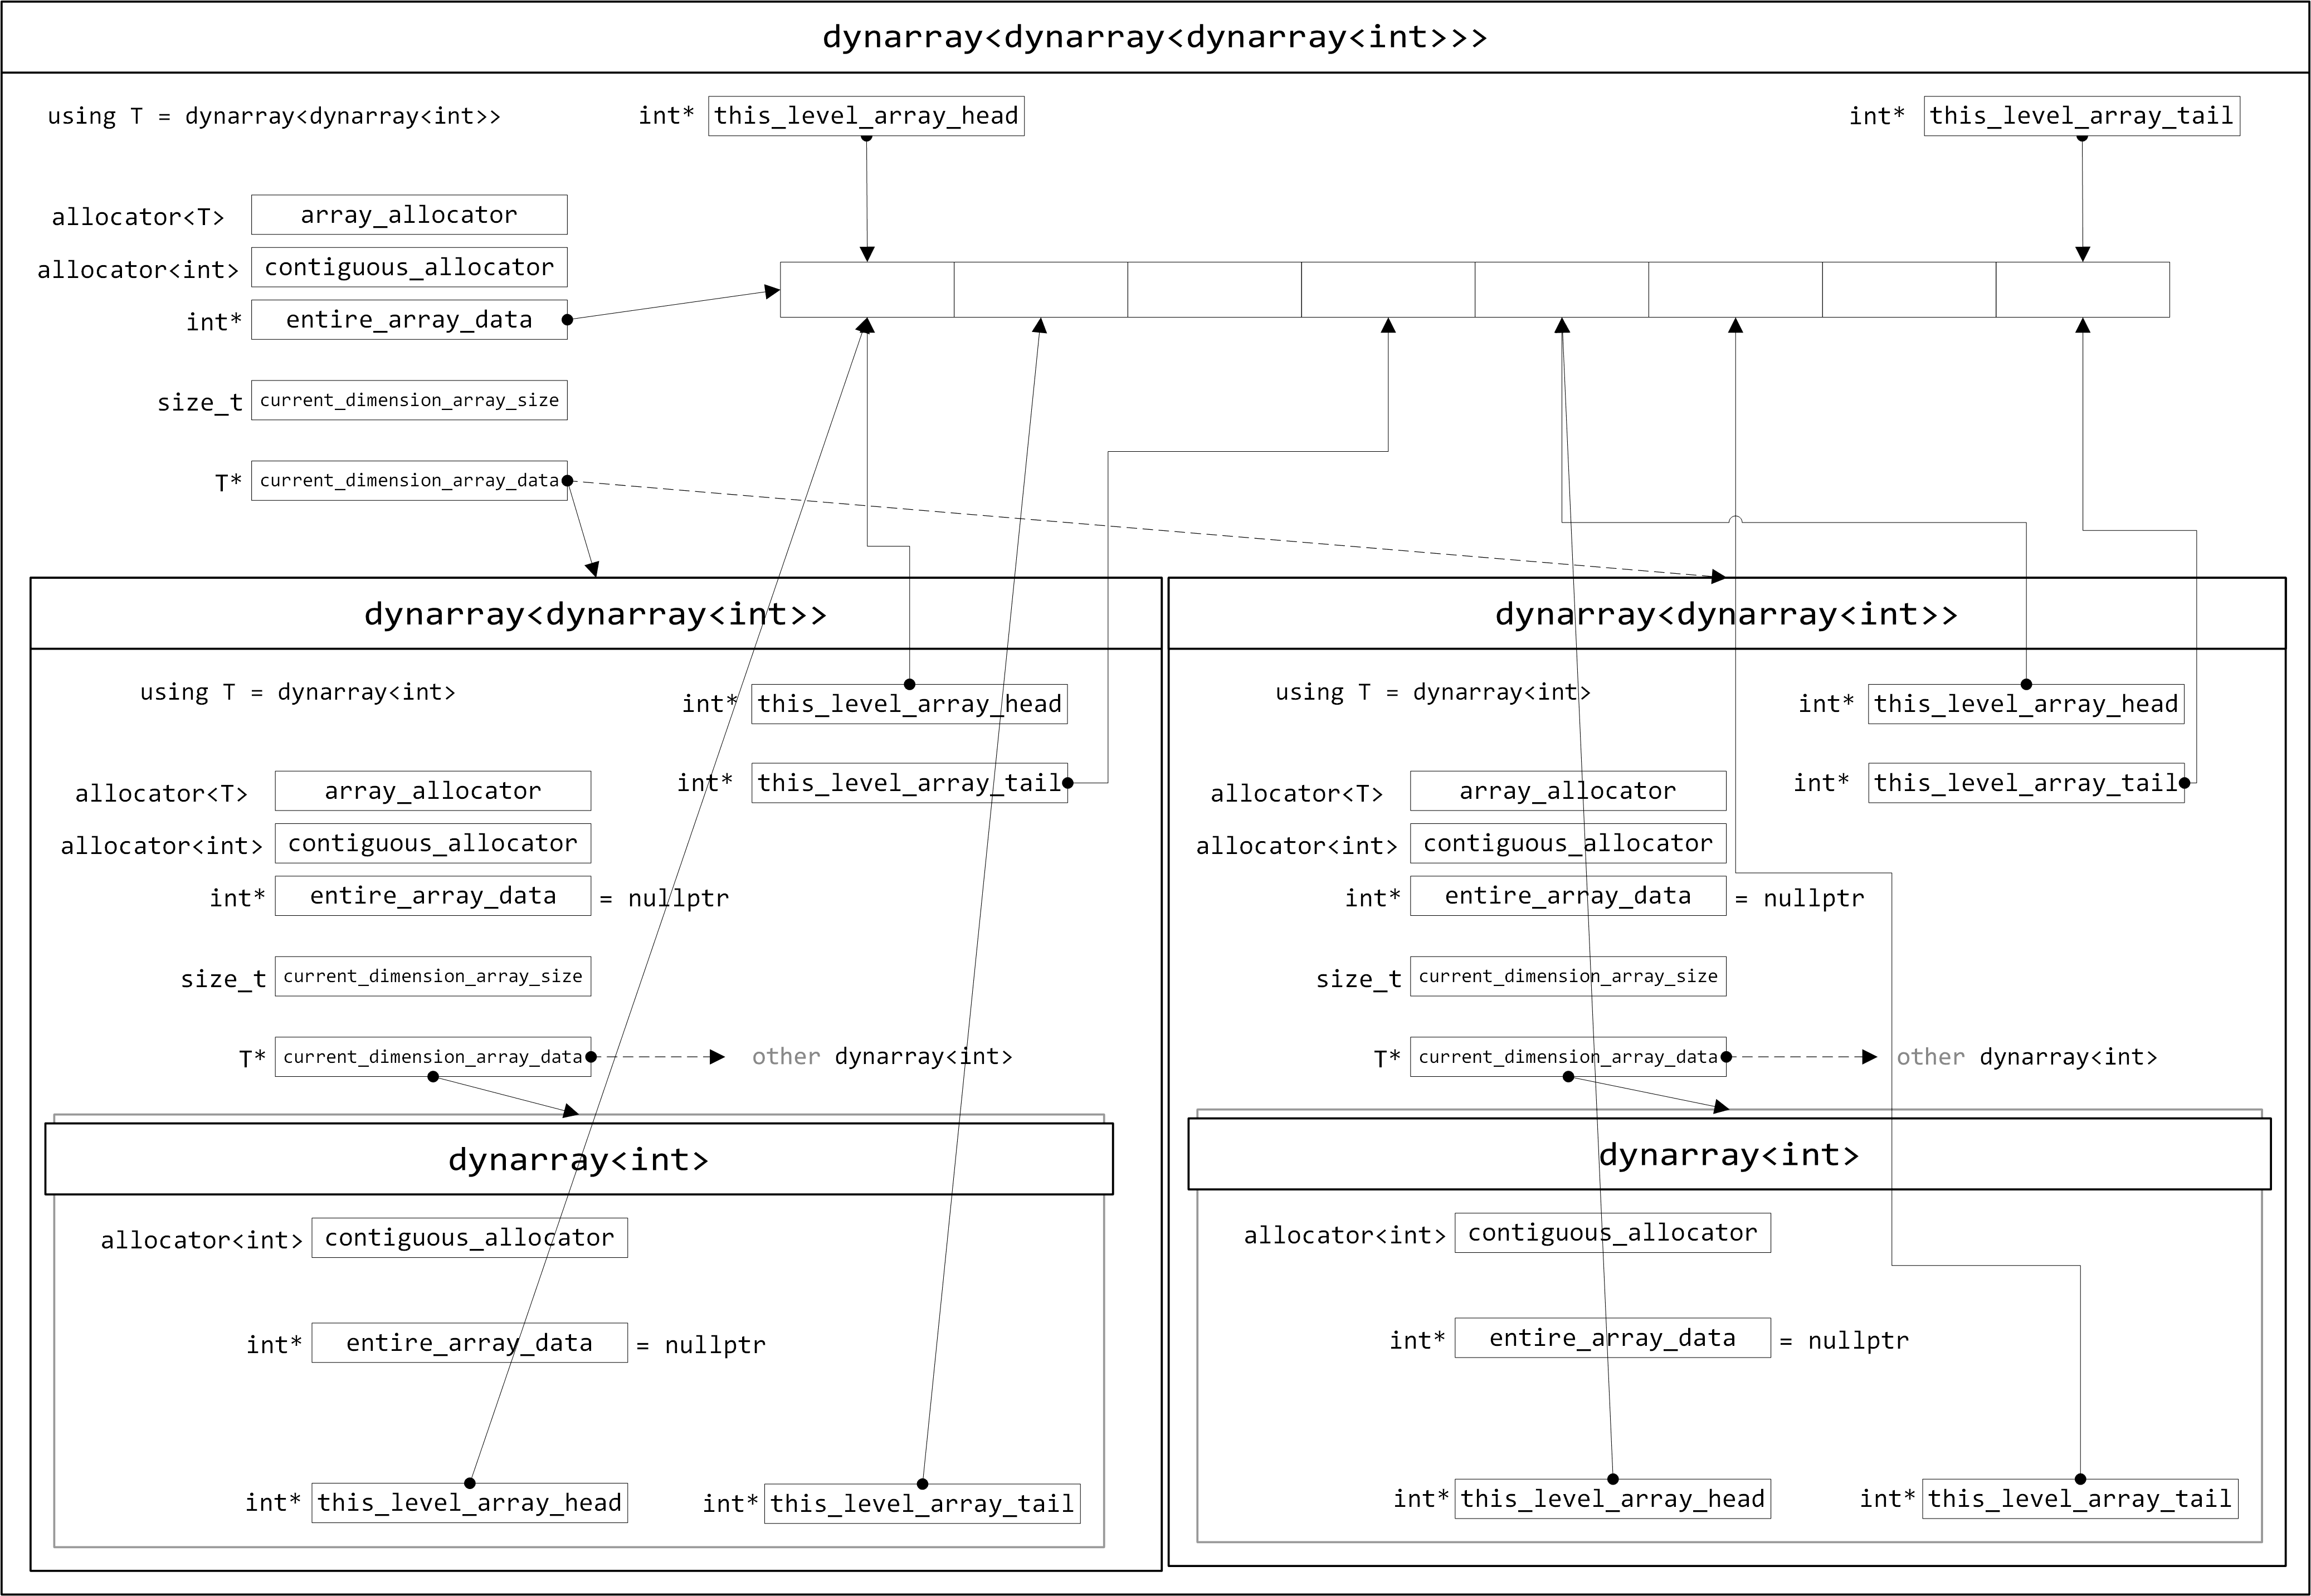 dynarray<dynarray<dynarray<int>>>
using T = dynarray<dynarray<int>>
int* this_level_array_head
int* this_level_array_tail
allocator<T> array_allocator
allocator<int> contiguous_allocator
int* entire_array_data
size_t current_dimension_array_size
T* current_dimension_array_data
dynarray<dynarray<int>>
using T = dynarray<int>
int* this_level_array_head
int* this_level_array_tail
allocator<T> array_allocator
allocator<int> contiguous_allocator
int* entire_array_data = nullptr
size_t current_dimension_array_size
T* current_dimension_array_data other dynarray<int>
dynarray<int>
allocator<int> contiguous_allocator
int* entire_array_data = nullptr
int* this_level_array_head
int* this_level_array_tail
dynarray<dynarray<int>>
using T = dynarray<int>
int* this_level_array_head
int* this_level_array_tail
allocator<T> array_allocator
allocator<int> contiguous_allocator
int* entire_array_data = nullptr
size_t current_dimension_array_size
T* current_dimension_array_data other dynarray<int>
dynarray<int>
allocator<int> contiguous_allocator
int* entire_array_data = nullptr
int* this_level_array_head
int* this_level_array_tail